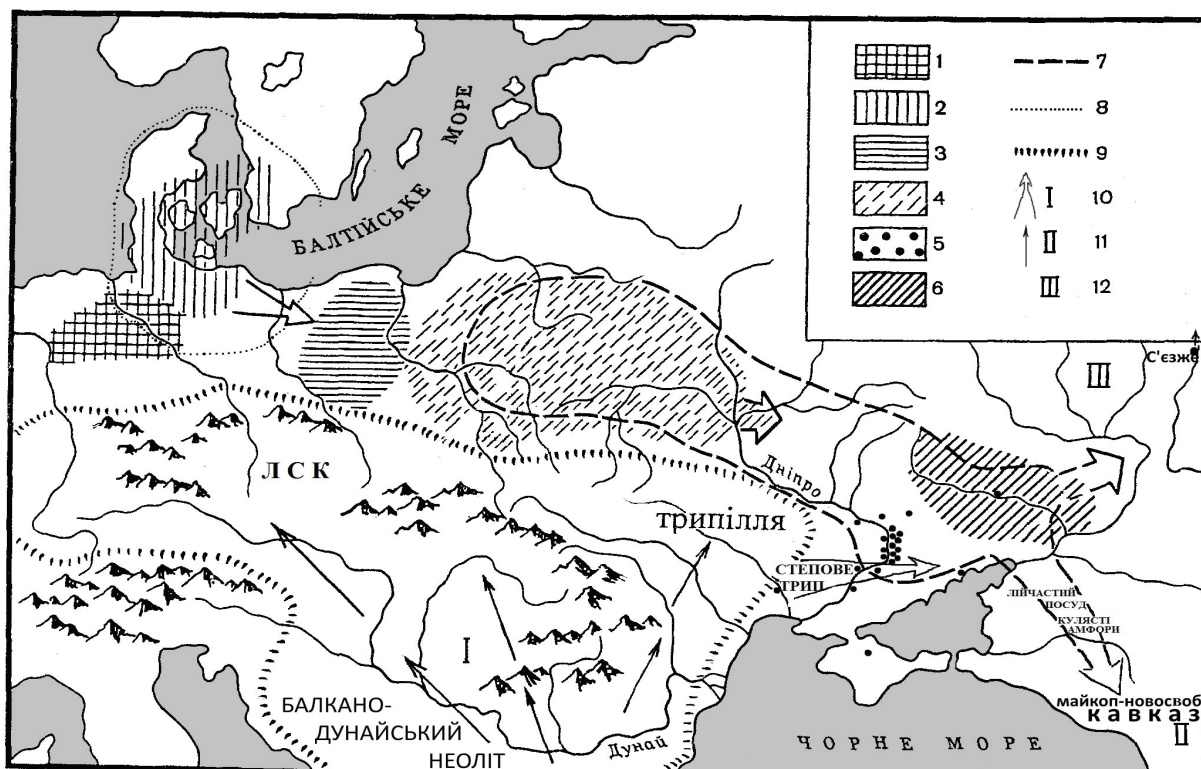 1
2
3
4
5
6
7
8
9
I 10
II 11
III 12
БАЛТІЙСЬКЕ
МОРЕ
С'єзже
III
ЛСК
Дніпро
трипілля
СТЕПОВЕ
ТРИП
ЛІЙЧАСТИЙ
ПОСУД
КУЛЯСТІ
АМФОРИ
I
БАЛКАНО-
ДУНАЙСЬКИЙ
НЕОЛІТ
Дунай
майкоп-новосвоб
кавказ
II
ЧОРНЕ МОРЕ